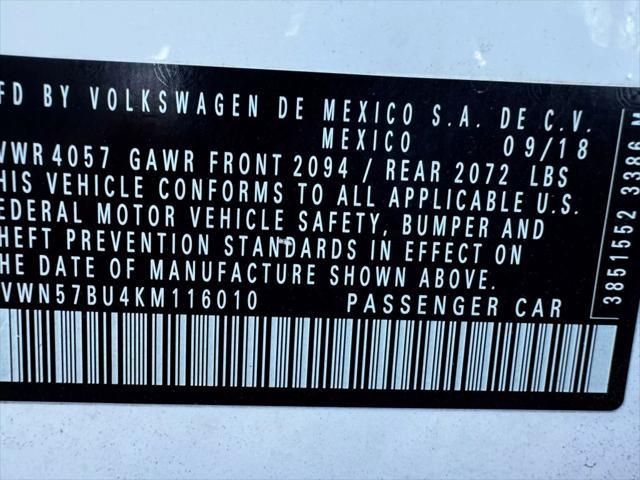 FD BY VOLKSWAGEN DE MEXICO S.A. DE C.V.
MEXICO 09/18
VWR4057 GAWR FRONT 2094 / REAR 2072 LBS
HIS VEHICLE CONFORMS TO ALL APPLICABLE U.S.
EDERAL MOTOR VEHICLE SAFETY, BUMPER AND
HEFT PREVENTION STANDARDS IN EFFECT ON
HE DATE OF MANUFACTURE SHOWN ABOVE.
VWN57BU4KM116010 PASSENGER CAR
3851552 3386